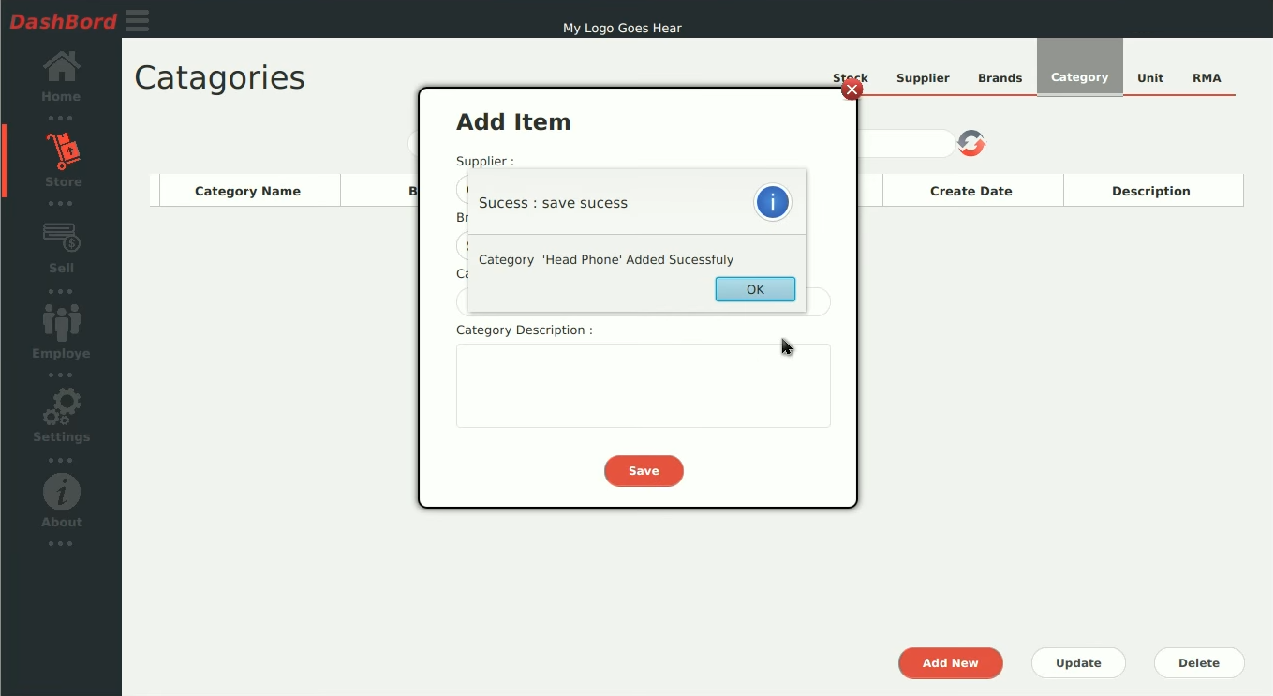 DashBord
My Logo Goes Hear
Home
Store
Sell
Employe
Settings
About
Catagories
Stock Supplier Brands Category Unit RMA
Category Name Create Date Description
Add Item
Supplier :
Sucess : save sucess
Category 'Head Phone' Added Sucessfuly
OK
Category Description :
Save
Add New Update Delete